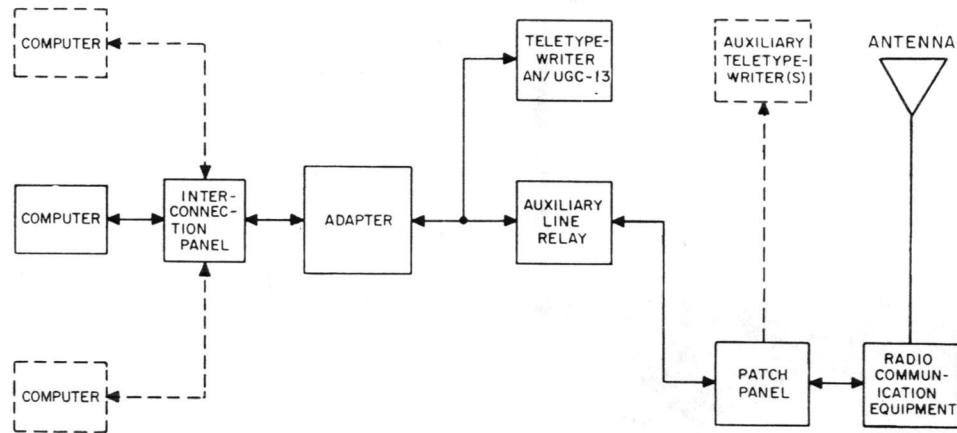 COMPUTER
TELETYPE-
WRITER
AN/UGC-13
AUXILIARY
TELETYPE-
WRITER(S)
ANTENNA
COMPUTER
INTER-
CONNEC-
TION
PANEL
ADAPTER
AUXILIARY
LINE
RELAY
COMPUTER
PATCH
PANEL
RADIO
COMMUN-
ICATION
EQUIPMENT